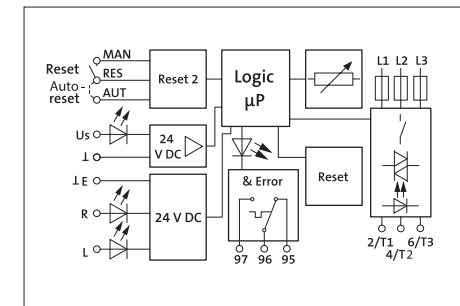 MAN
Reset
RES
Auto-
reset
AUT
Reset 2
Logic
µP
L1 L2 L3
Us
⊥
24
V DC
⊥ E
R
L
24 V DC
& Error
Reset
97 96 95
2/T1 6/T3
4/T2